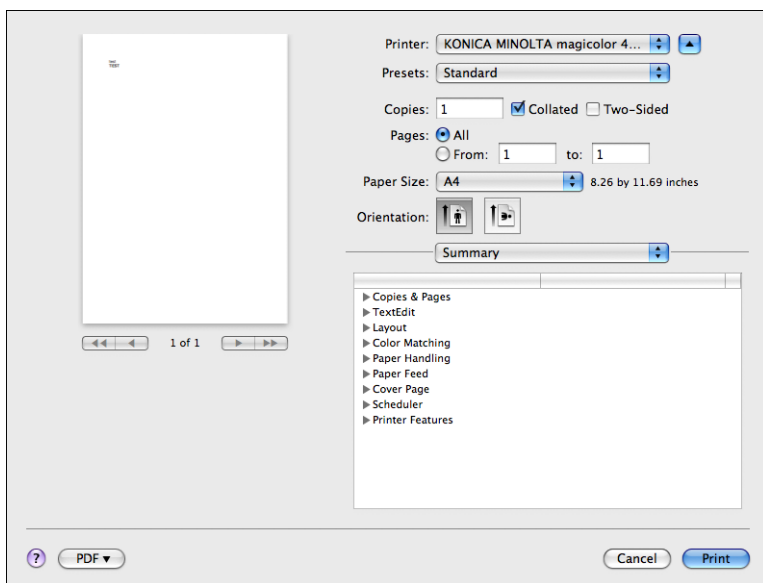 Printer: KONICA MINOLTA magicolor 4...
Presets: Standard
Copies: 1 Collated Two-Sided
Pages: All
From: 1 to: 1
Paper Size: A4 8.26 by 11.69 inches
Orientation:
Summary
Copies & Pages
TextEdit
Layout
Color Matching
Paper Handling
Paper Feed
Cover Page
Scheduler
Printer Features
1 of 1
? PDF▼ Cancel Print